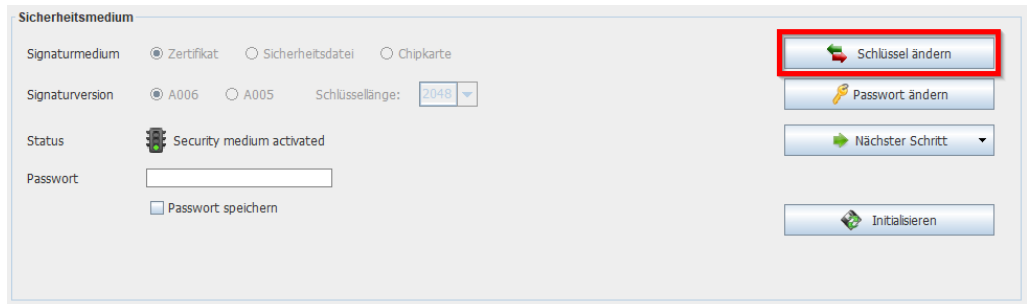 Sicherheitsmedium
Signaturmedium Zertifikat Sicherheitsdatei Chipkarte Schlüssel ändern
Signaturversion A006 A005 Schlüssellänge: 2048 Passwort ändern
Status Security medium activated Nächster Schritt
Passwort
Passwort speichern
Initialisieren